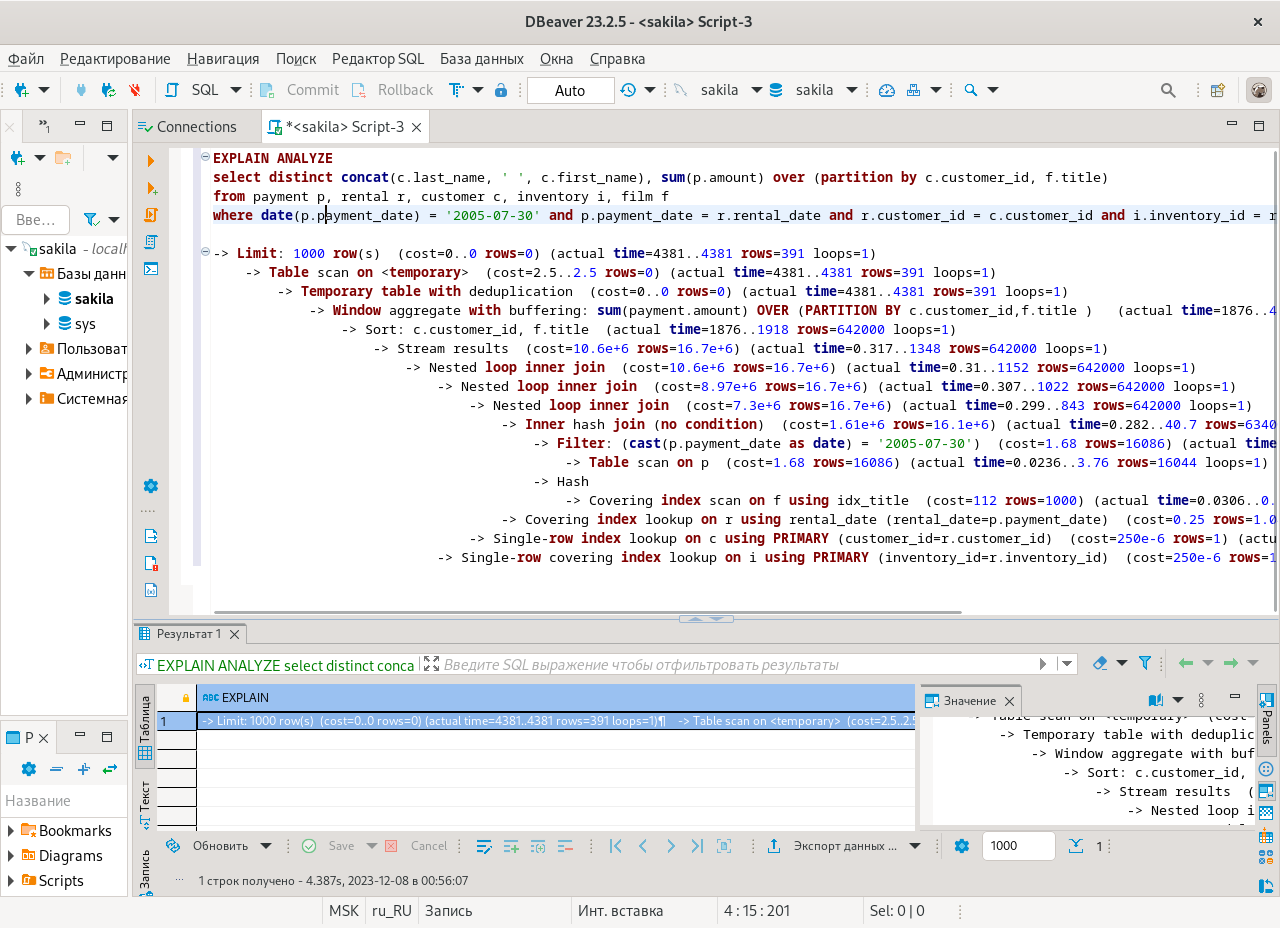 DBeaver 23.2.5 - <sakila> Script-3
Файл Редактирование Навигация Поиск Редактор SQL База данных Окна Справка
SQL Commit Rollback Auto sakila sakila
Connections *<sakila> Script-3
EXPLAIN ANALYZE
select distinct concat(c.last_name, ' ', c.first_name), sum(p.amount) over (partition by c.customer_id, f.title)
from payment p, rental r, customer c, inventory i, film f
where date(p.payment_date) = '2005-07-30' and p.payment_date = r.rental_date and r.customer_id = c.customer_id and i.inventory_id = r
-> Limit: 1000 row(s)  (cost=0..0 rows=0) (actual time=4381..4381 rows=391 loops=1)
-> Table scan on <temporary>  (cost=2.5..2.5 rows=0) (actual time=4381..4381 rows=391 loops=1)
-> Temporary table with deduplication  (cost=0..0 rows=0) (actual time=4381..4381 rows=391 loops=1)
-> Window aggregate with buffering: sum(payment.amount) OVER (PARTITION BY c.customer_id,f.title )   (actual time=1876..4
-> Sort: c.customer_id, f.title  (actual time=1876..1918 rows=642000 loops=1)
-> Stream results  (cost=10.6e+6 rows=16.7e+6) (actual time=0.317..1348 rows=642000 loops=1)
-> Nested loop inner join  (cost=10.6e+6 rows=16.7e+6) (actual time=0.31..1152 rows=642000 loops=1)
-> Nested loop inner join  (cost=8.97e+6 rows=16.7e+6) (actual time=0.307..1022 rows=642000 loops=1)
-> Nested loop inner join  (cost=7.3e+6 rows=16.7e+6) (actual time=0.299..843 rows=642000 loops=1)
-> Inner hash join (no condition)  (cost=1.61e+6 rows=16.1e+6) (actual time=0.282..40.7 rows=6340
-> Filter: (cast(p.payment_date as date) = '2005-07-30')  (cost=1.68 rows=16086) (actual time
-> Table scan on p  (cost=1.68 rows=16086) (actual time=0.0236..3.76 rows=16044 loops=1)
-> Hash
-> Covering index scan on f using idx_title  (cost=112 rows=1000) (actual time=0.0306..0.
-> Covering index lookup on r using rental_date (rental_date=p.payment_date)  (cost=0.25 rows=1.0
-> Single-row index lookup on c using PRIMARY (customer_id=r.customer_id)  (cost=250e-6 rows=1) (actu
-> Single-row covering index lookup on i using PRIMARY (inventory_id=r.inventory_id)  (cost=250e-6 rows=1
Вве...
sakila - localh
Базы данн
sakila
sys
Пользоват
Администр
Системная
P
Название
Bookmarks
Diagrams
Scripts
Результат 1
EXPLAIN ANALYZE select distinct conca Введите SQL выражение чтобы отфильтровать результаты
Таблица
Текст
Запись
ABC EXPLAIN
1 -> Limit: 1000 row(s)  (cost=0..0 rows=0) (actual time=4381..4381 rows=391 loops=1)¶    -> Table scan on <temporary>  (cost=2.5..2.5
Значение
-> Table scan on <temporary>  (cost
-> Temporary table with deduplic
-> Window aggregate with buf
-> Sort: c.customer_id,
-> Stream results  (
-> Nested loop i
Panels
Обновить Save Cancel Экспорт данных ... 1000 1
1 строк получено - 4.387s, 2023-12-08 в 00:56:07
MSK ru_RU Запись Инт. вставка 4 : 15 : 201 Sel: 0 | 0